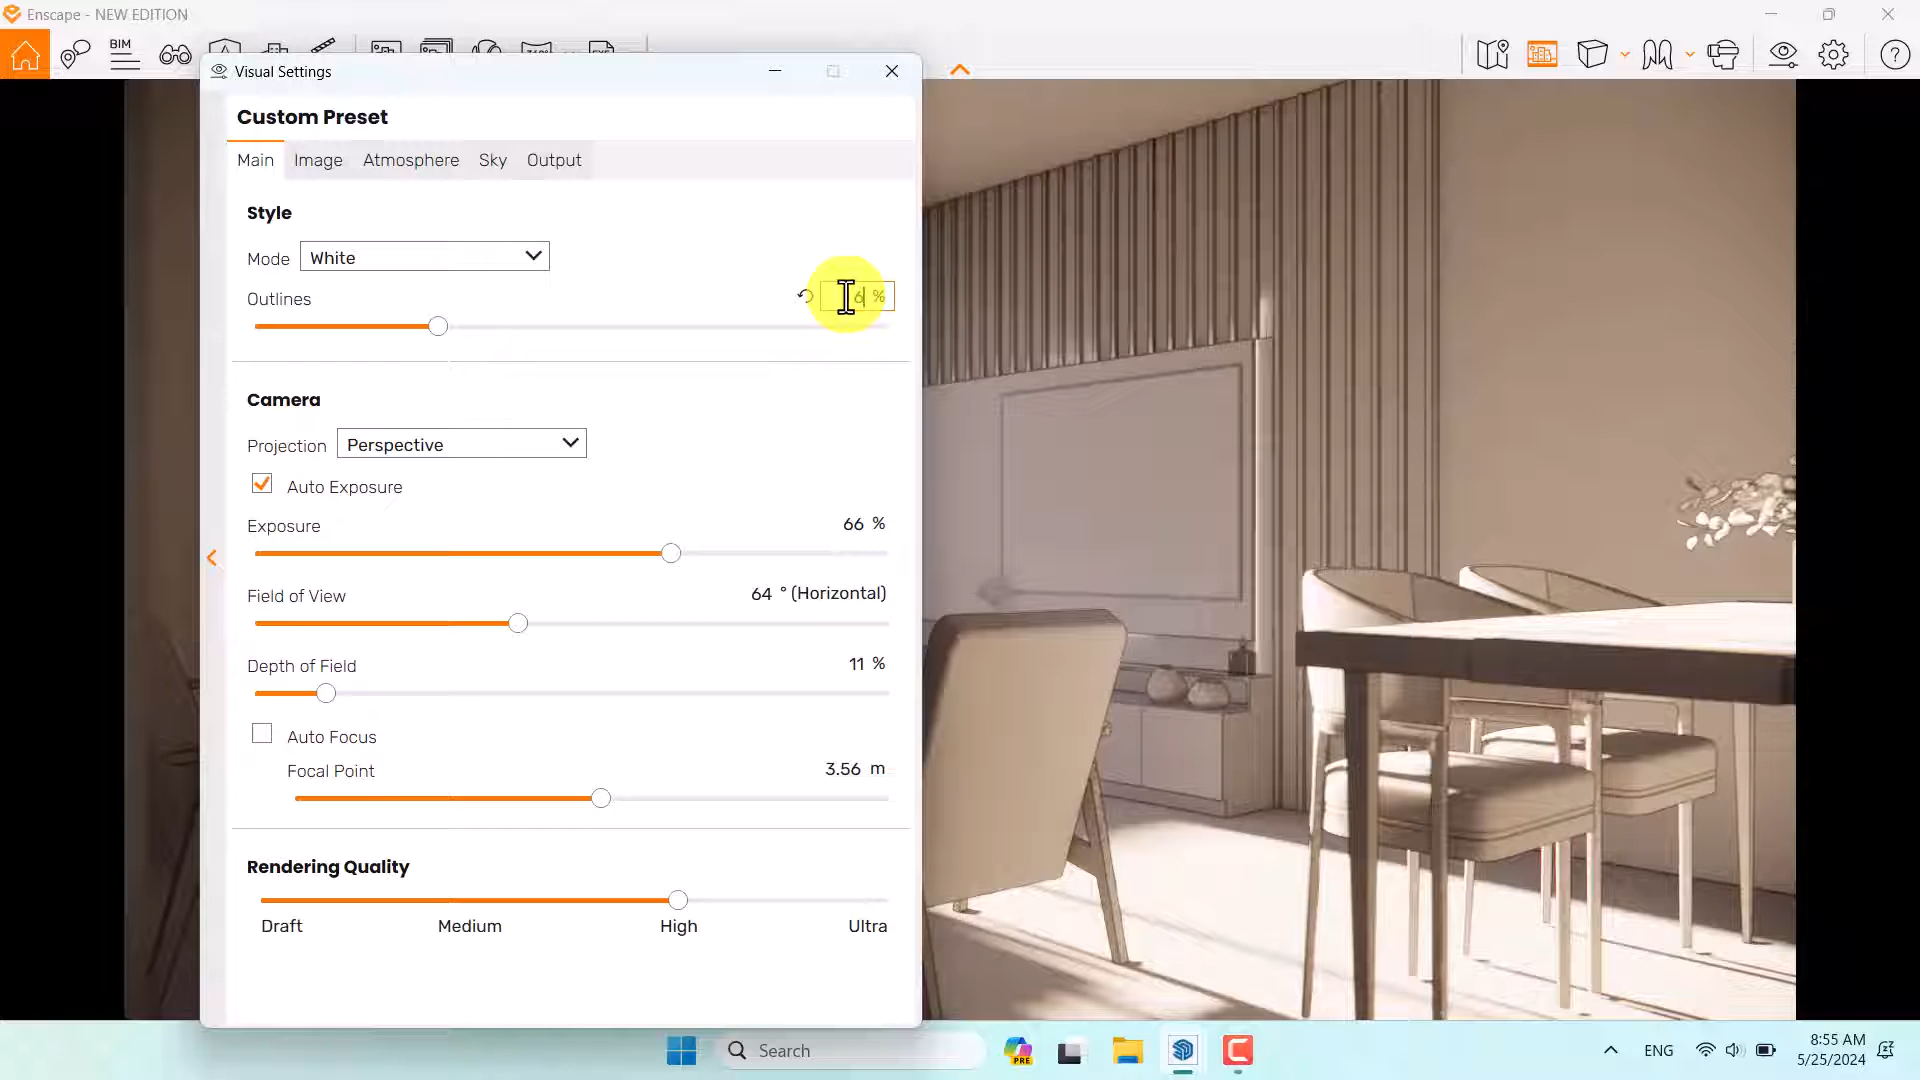 Enscape - NEW EDITION
BIM
Visual Settings
Custom Preset
Main Image Atmosphere Sky Output
Style
Mode White
Outlines 6 %
Camera
Projection Perspective
Auto Exposure
Exposure 66 %
Field of View 64 ° (Horizontal)
Depth of Field 11 %
Auto Focus
Focal Point 3.56 m
Rendering Quality
Draft Medium High Ultra
Search
PRE
ENG
8:55 AM
5/25/2024